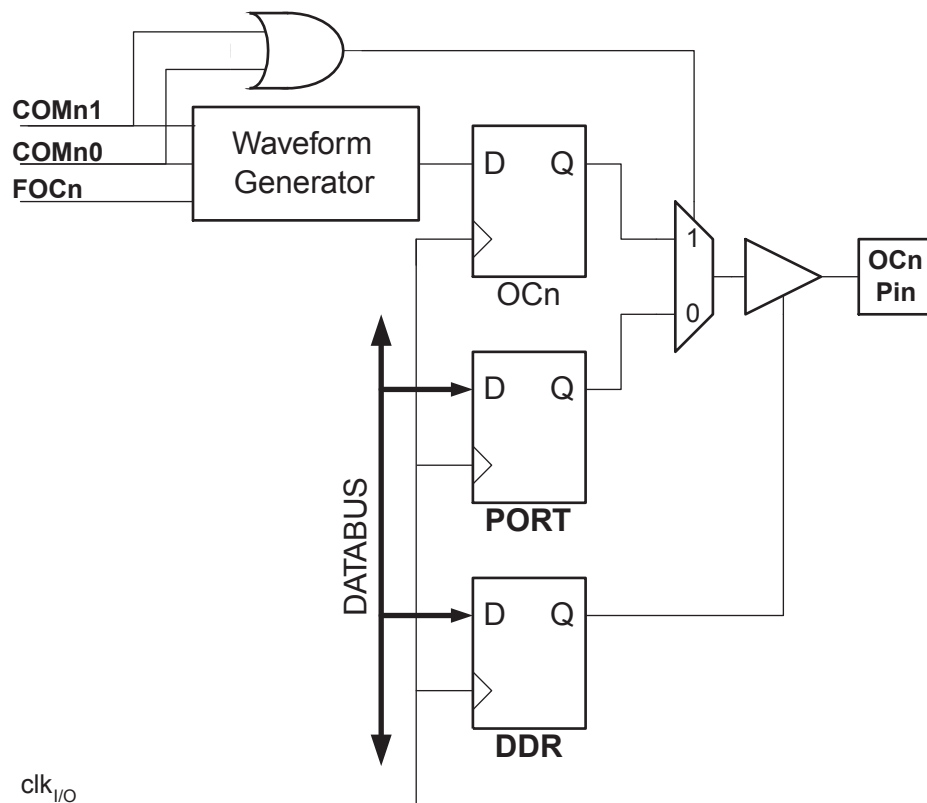 COMn1
COMn0
FOCn
Waveform
Generator
D Q
OCn
1
0
OCn
Pin
D Q
PORT
DATABUS
D Q
DDR
clkI/O